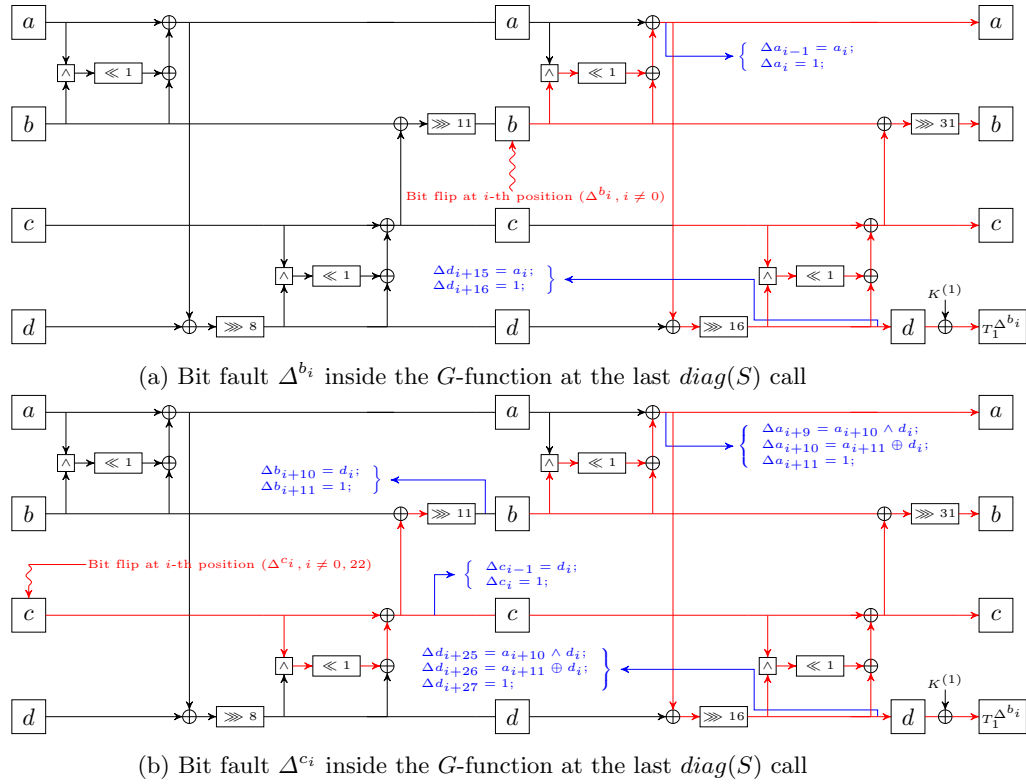 a a a
∧ ≪ 1 ∧ ≪ 1
Δa_{i−1} = a_i;
Δa_i = 1;
b ⋙ 11 b ⋙ 31 b
Bit flip at i-th position (Δ^{b_i}, i ≠ 0)
c c c
∧ ≪ 1 ∧ ≪ 1
Δd_{i+15} = a_i;
Δd_{i+16} = 1;
K^{(1)}
d ⋙ 8 d ⋙ 16 d T_1^{Δ^{b_i}}
(a) Bit fault Δ^{b_i} inside the G-function at the last diag(S) call
a a a
∧ ≪ 1 ∧ ≪ 1
Δa_{i+9} = a_{i+10} ∧ d_i;
Δa_{i+10} = a_{i+11} ⊕ d_i;
Δa_{i+11} = 1;
Δb_{i+10} = d_i;
Δb_{i+11} = 1;
b ⋙ 11 b ⋙ 31 b
Bit flip at i-th position (Δ^{c_i}, i ≠ 0, 22)
Δc_{i−1} = d_i;
Δc_i = 1;
c c c
∧ ≪ 1 ∧ ≪ 1
Δd_{i+25} = a_{i+10} ∧ d_i;
Δd_{i+26} = a_{i+11} ⊕ d_i;
Δd_{i+27} = 1;
K^{(1)}
d ⋙ 8 d ⋙ 16 d T_1^{Δ^{b_i}}
(b) Bit fault Δ^{c_i} inside the G-function at the last diag(S) call